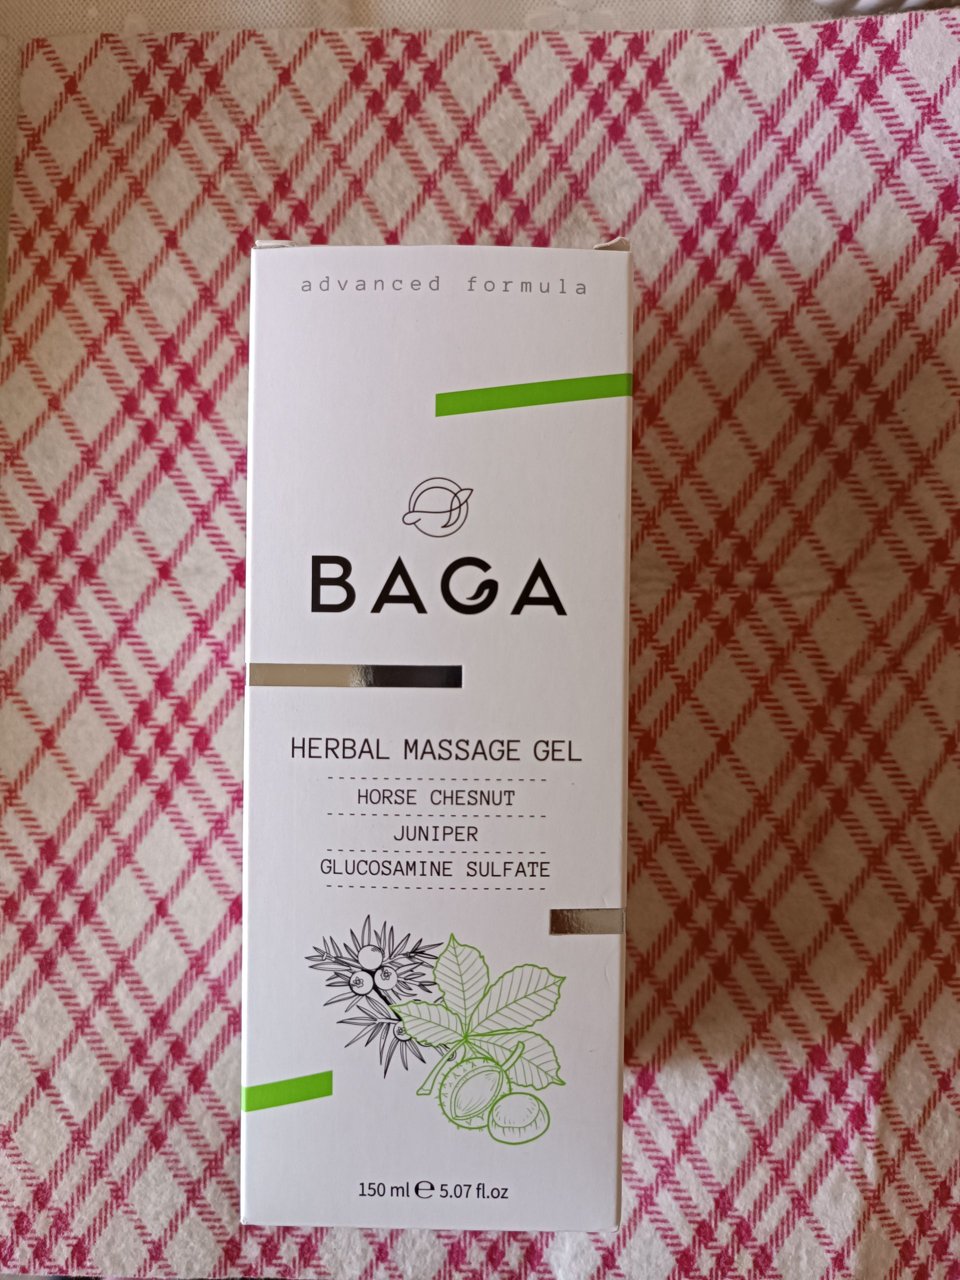 advanced formula
BAGA
HERBAL MASSAGE GEL
HORSE CHESNUT
JUNIPER
GLUCOSAMINE SULFATE
150 ml ℮ 5.07 fl.oz